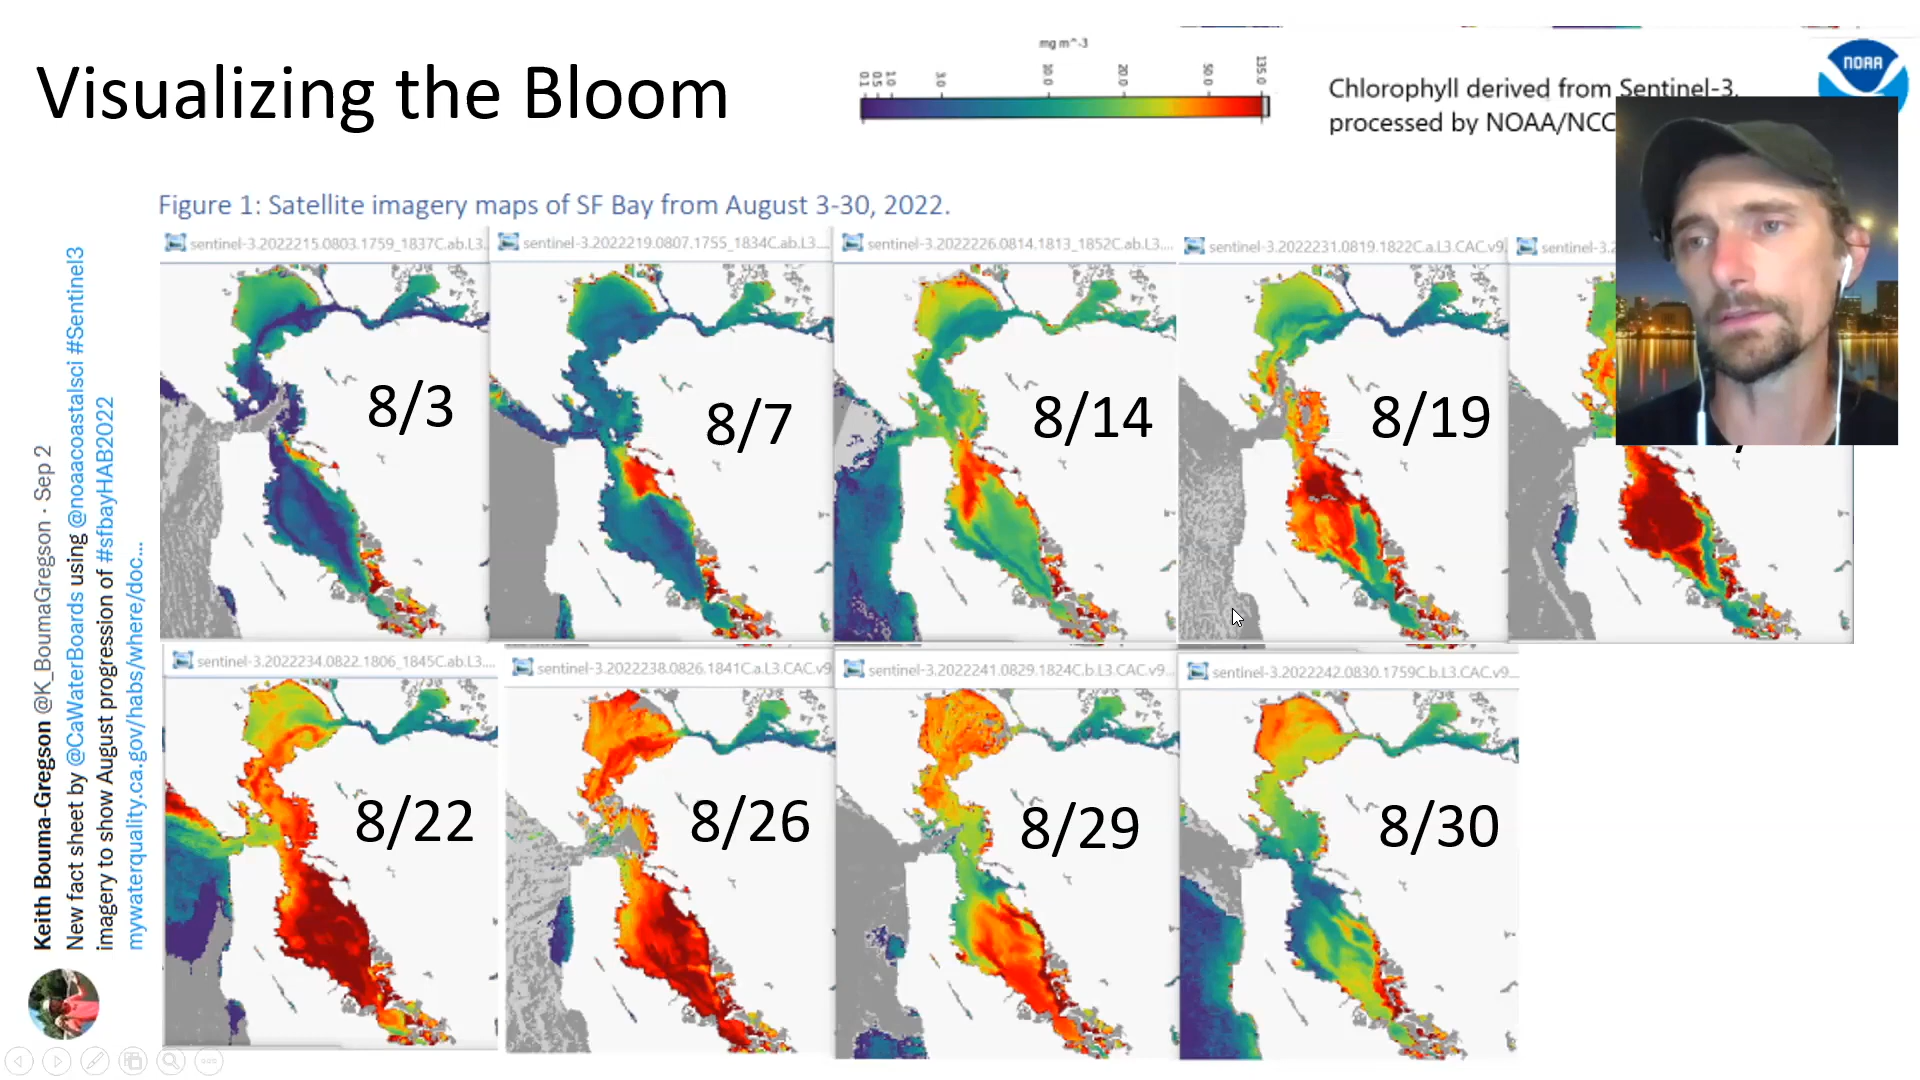 Visualizing the Bloom
mg m^-3
0.1 0.5 1.0 3.0 10.0 20.0 50.0 135.0
Chlorophyll derived from Sentinel-3,
processed by NOAA/NCC
NOAA
Figure 1: Satellite imagery maps of SF Bay from August 3-30, 2022.
sentinel-3.2022215.0803.1759_1837C.ab.L3...
sentinel-3.2022219.0807.1755_1834C.ab.L3....
sentinel-3.2022226.0814.1813_1852C.ab.L3....
sentinel-3.2022231.0819.1822C.a.L3.CAC.v9.
sentinel-3.2
8/3
8/7
8/14
8/19
sentinel-3.2022234.0822.1806_1845C.ab.L3....
sentinel-3.2022238.0826.1841C.a.L3.CAC.v9
sentinel-3.2022241.0829.1824C.b.L3.CAC.v9...
sentinel-3.2022242.0830.1759C.b.L3.CAC.v9....
8/22
8/26
8/29
8/30
Keith Bouma-Gregson @K_BoumaGregson · Sep 2
New fact sheet by @CaWaterBoards using @noaacoastalsci #Sentinel3
imagery to show August progression of #sfbayHAB2022
mywaterquality.ca.gov/habs/where/doc...